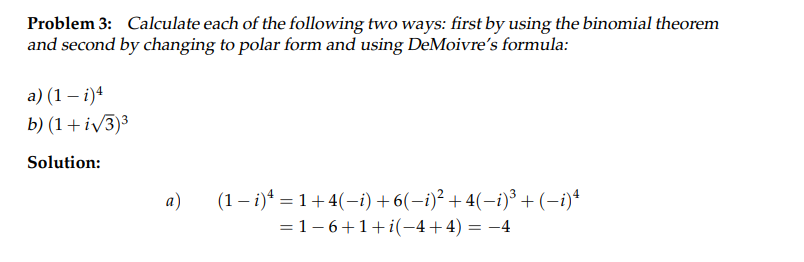 Problem 3: Calculate each of the following two ways: first by using the binomial theorem
and second by changing to polar form and using DeMoivre's formula:
a) (1 − i)⁴
b) (1 + i√3)³
Solution:
a) (1 − i)⁴ = 1 + 4(−i) + 6(−i)² + 4(−i)³ + (−i)⁴
= 1 − 6 + 1 + i(−4 + 4) = −4